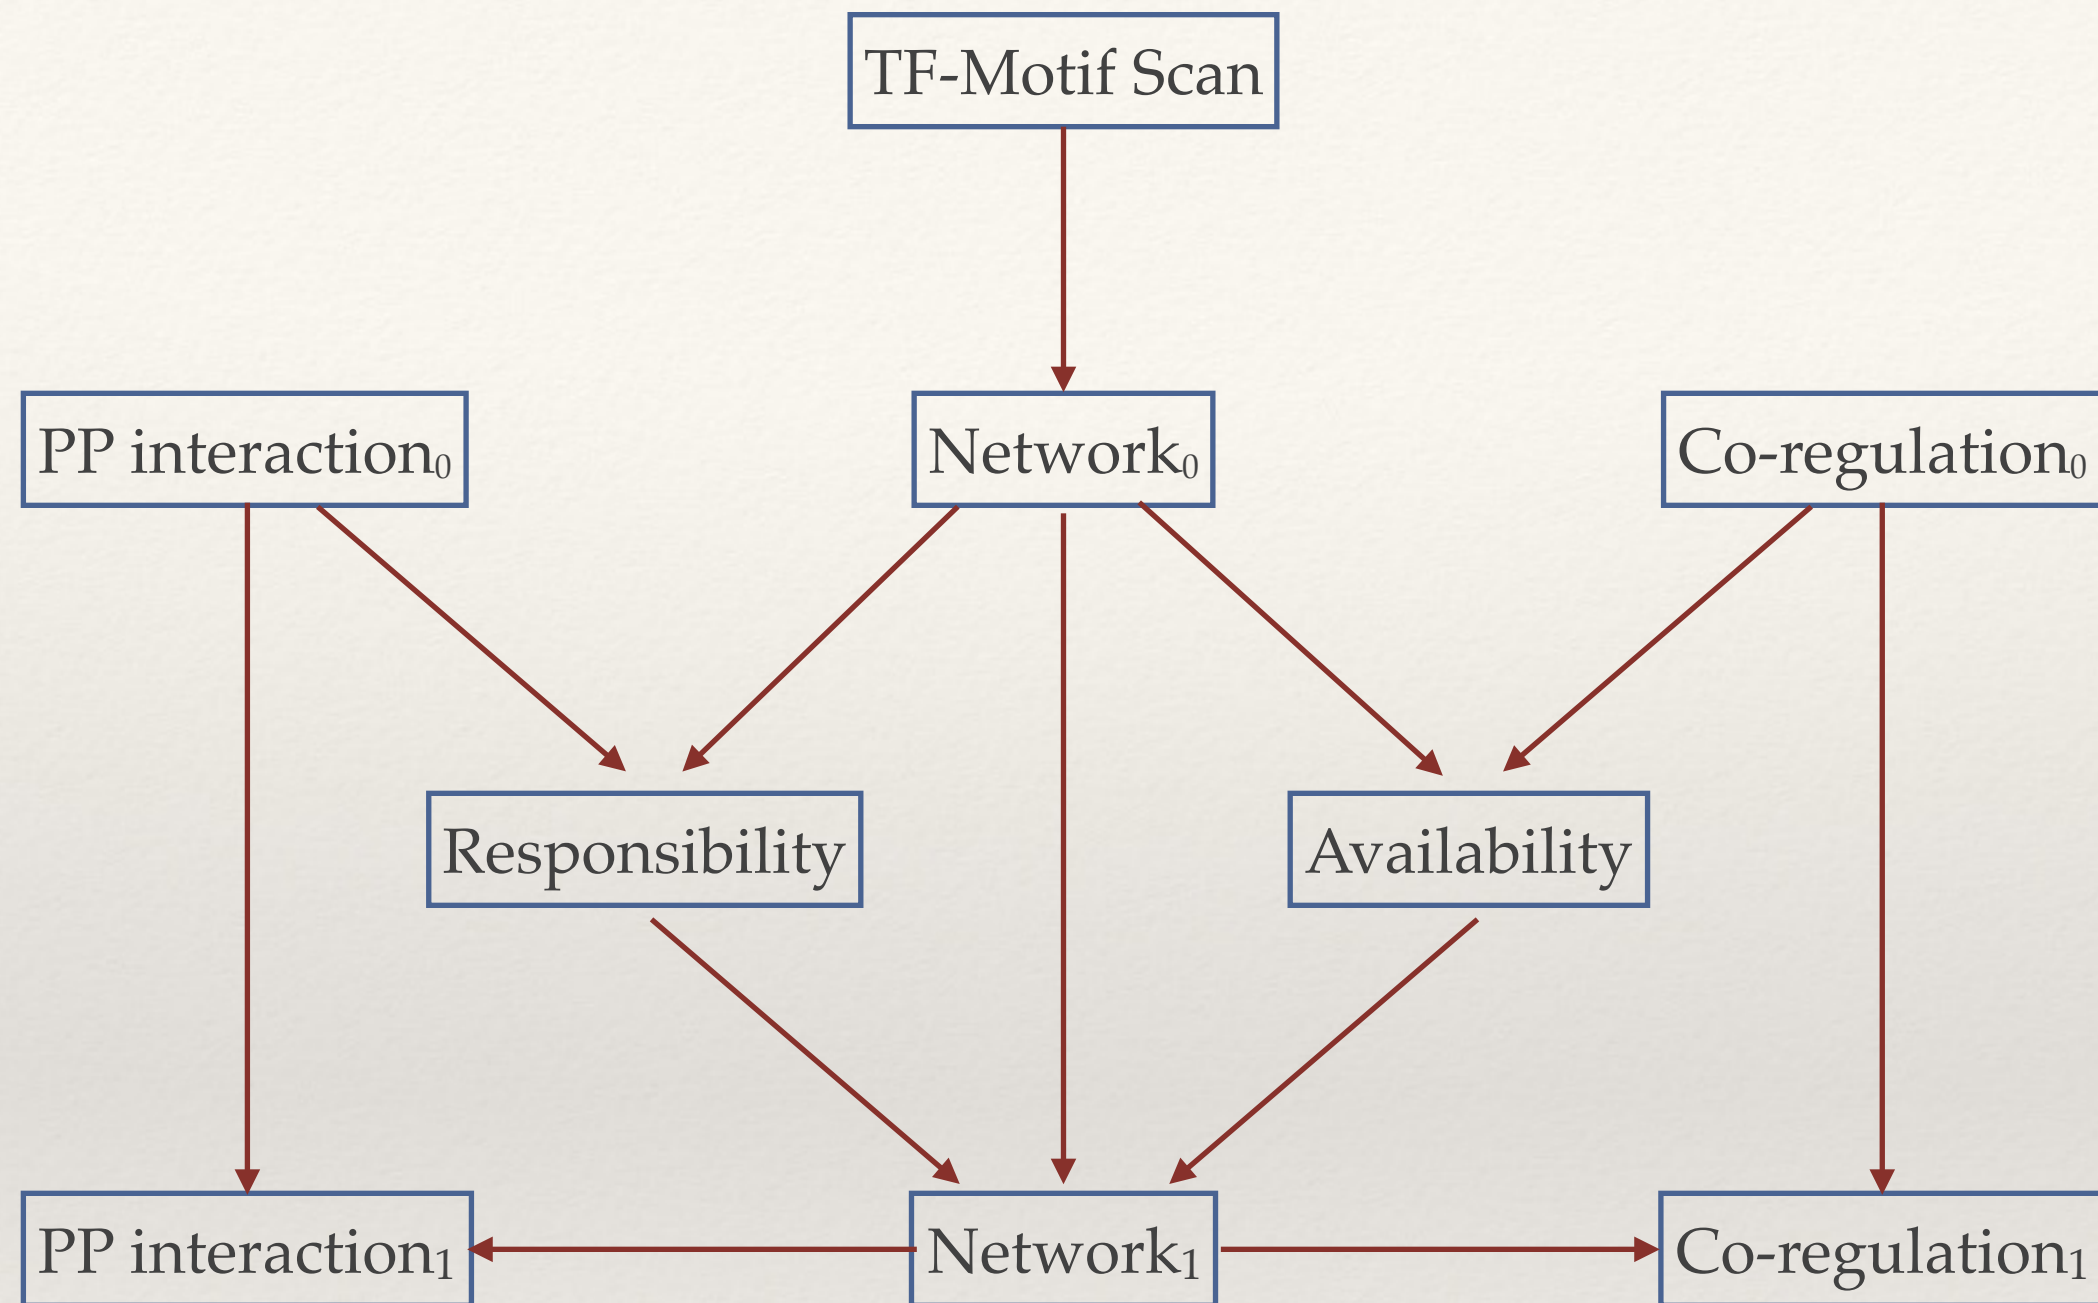 TF-Motif Scan
PP interaction₀
Network₀
Co-regulation₀
Responsibility
Availability
PP interaction₁
Network₁
Co-regulation₁